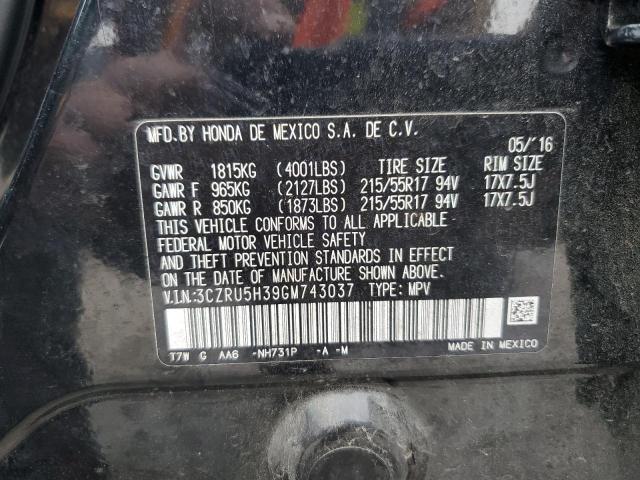 MFD.BY HONDA DE MEXICO S.A. DE C.V.
05/'16
GVWR 1815KG (4001LBS) TIRE SIZE RIM SIZE
GAWR F 965KG (2127LBS) 215/55R17 94V 17X7.5J
GAWR R 850KG (1873LBS) 215/55R17 94V 17X7.5J
THIS VEHICLE CONFORMS TO ALL APPLICABLE
FEDERAL MOTOR VEHICLE SAFETY
AND THEFT PREVENTION STANDARDS IN EFFECT
ON THE DATE OF MANUFACTURE SHOWN ABOVE.
V.I.N:3CZRU5H39GM743037 TYPE: MPV
T7W G AA6 -NH731P -A -M MADE IN MEXICO